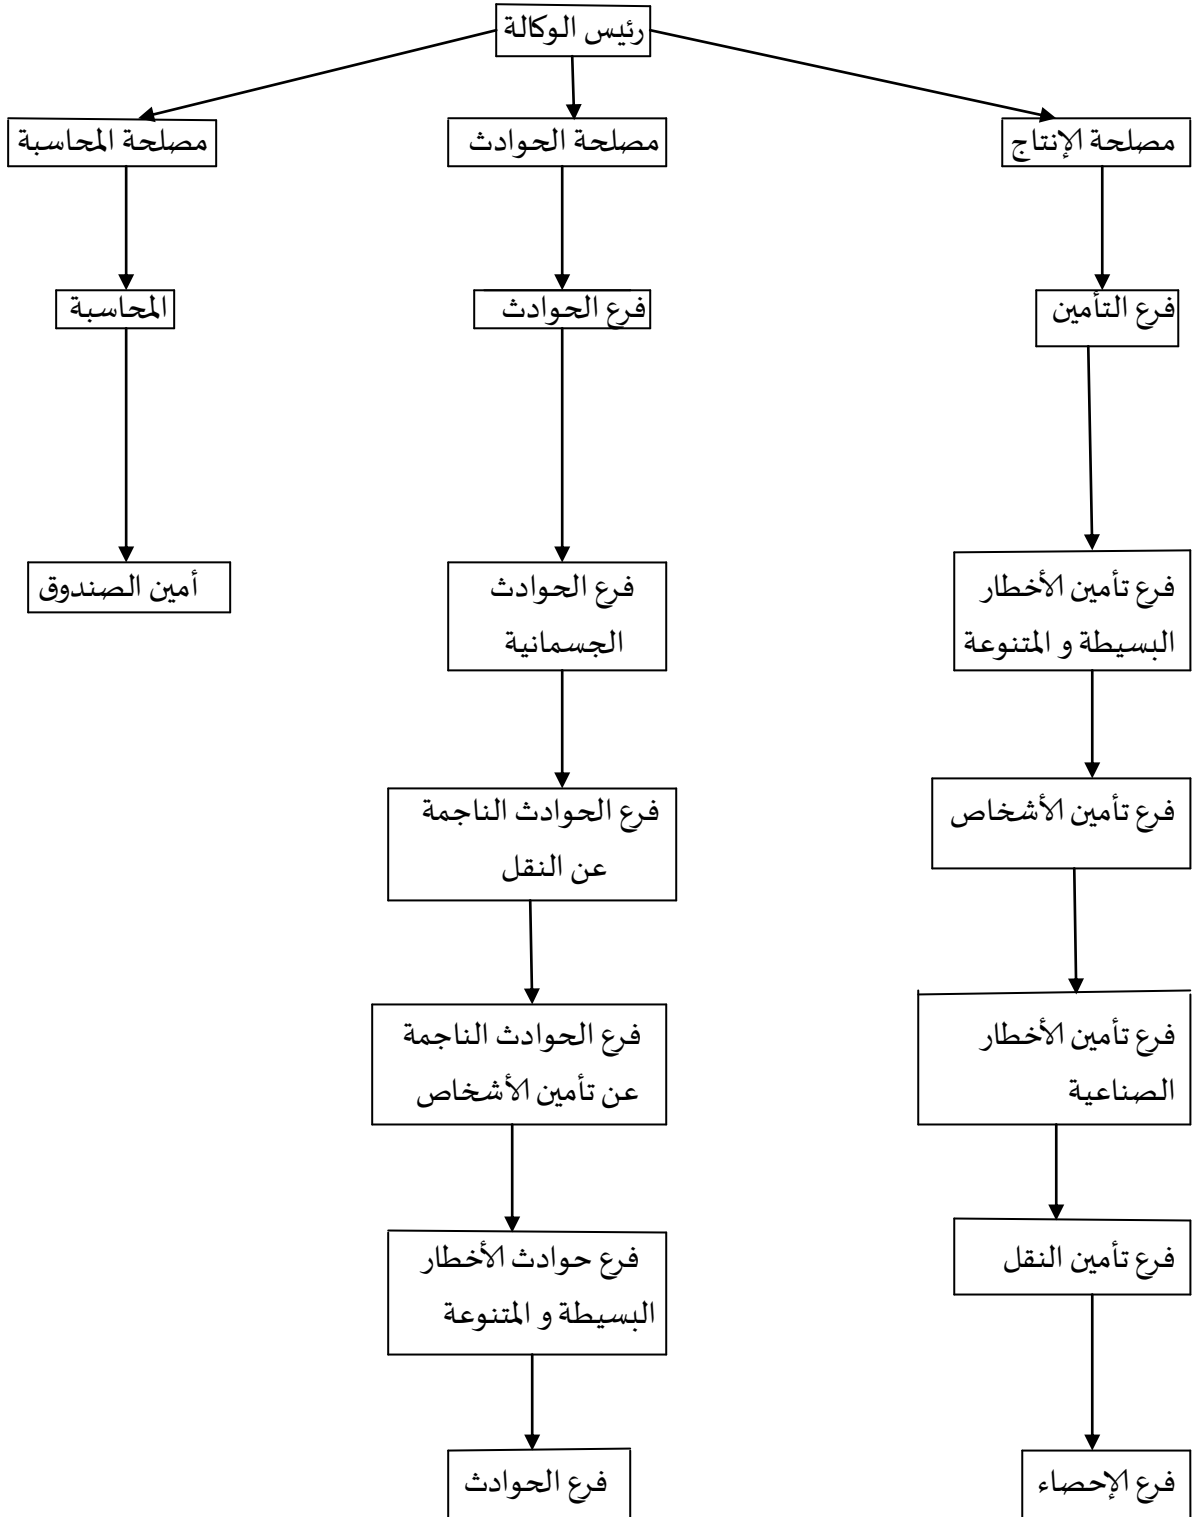 رئيس الوكالة
مصلحة الإنتاج
مصلحة الحوادث
مصلحة المحاسبة
فرع التأمين
فرع الحوادث
المحاسبة
فرع تأمين الأخطار
البسيطة و المتنوعة
فرع الحوادث
الجسمانية
أمين الصندوق
فرع تأمين الأشخاص
فرع الحوادث الناجمة
عن النقل
فرع تأمين الأخطار
الصناعية
فرع الحوادث الناجمة
عن تأمين الأشخاص
فرع تأمين النقل
فرع حوادث الأخطار
البسيطة و المتنوعة
فرع الإحصاء
فرع الحوادث